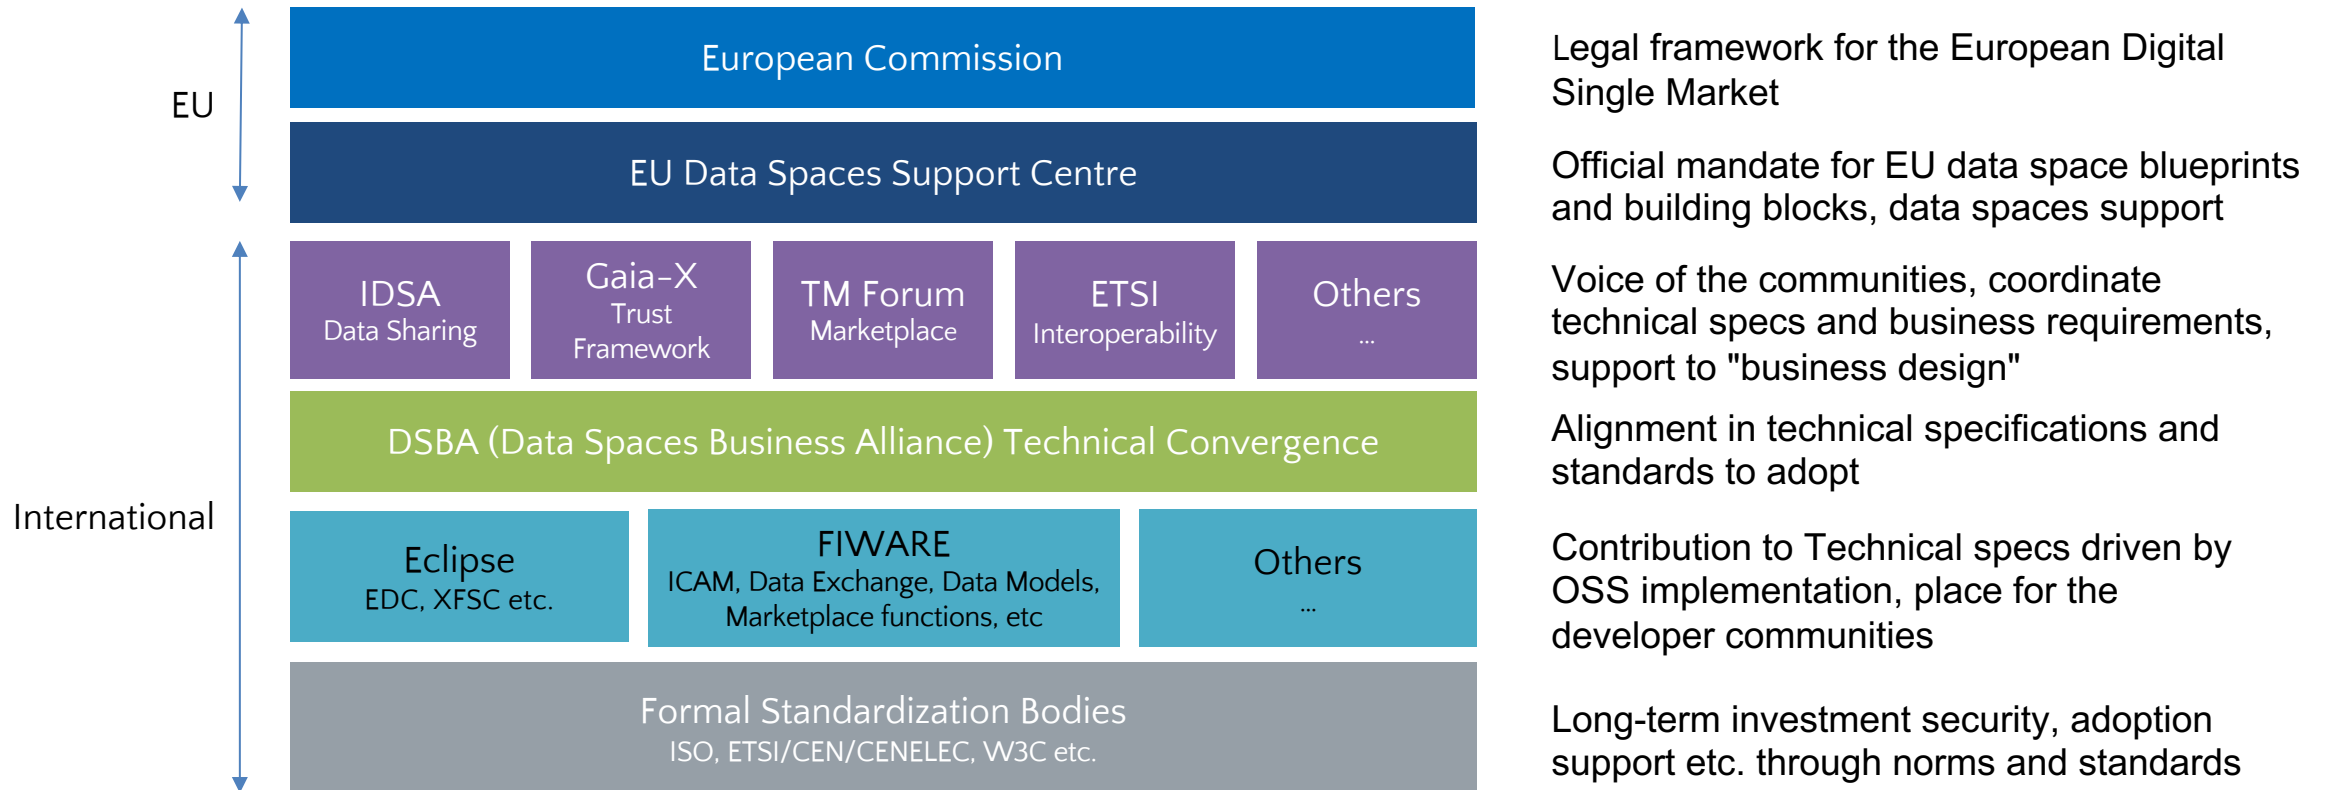 EU
European Commission
Legal framework for the European Digital
Single Market
EU Data Spaces Support Centre
Official mandate for EU data space blueprints
and building blocks, data spaces support
International
IDSA
Data Sharing
Gaia-X
Trust
Framework
TM Forum
Marketplace
ETSI
Interoperability
Others
...
Voice of the communities, coordinate
technical specs and business requirements,
support to "business design"
DSBA (Data Spaces Business Alliance) Technical Convergence
Alignment in technical specifications and
standards to adopt
Eclipse
EDC, XFSC etc.
FIWARE
ICAM, Data Exchange, Data Models,
Marketplace functions, etc
Others
...
Contribution to Technical specs driven by
OSS implementation, place for the
developer communities
Formal Standardization Bodies
ISO, ETSI/CEN/CENELEC, W3C etc.
Long-term investment security, adoption
support etc. through norms and standards